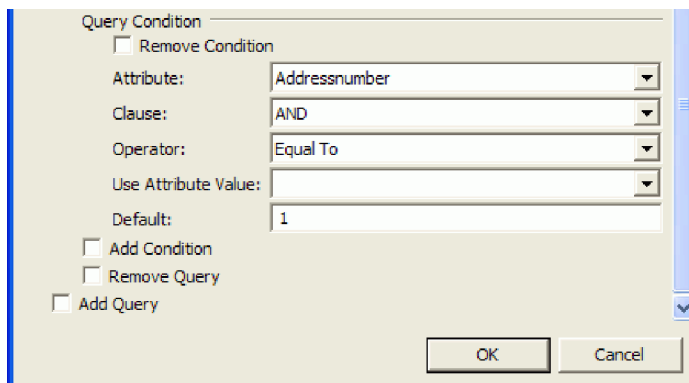 Query Condition
Remove Condition
Attribute: Addressnumber
Clause: AND
Operator: Equal To
Use Attribute Value:
Default: 1
Add Condition
Remove Query
Add Query
OK Cancel